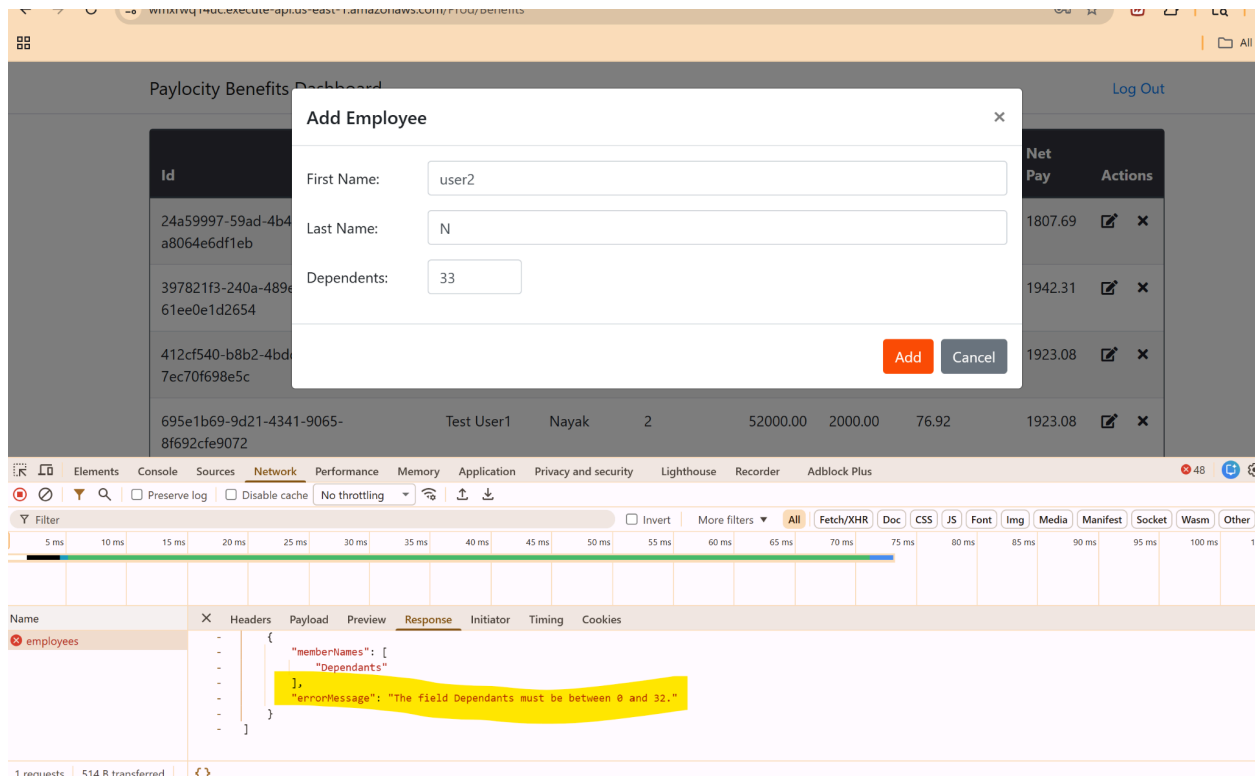 wmxrwq14uc.execute-api.us-east-1.amazonaws.com/Prod/Benefits
All
Paylocity Benefits Dashboard
Log Out
Add Employee
×
First Name:
user2
Last Name:
N
Dependents:
33
Add
Cancel
Id
Net
Pay
Actions
24a59997-59ad-4b4
a8064e6df1eb
1807.69
397821f3-240a-489e
61ee0e1d2654
1942.31
412cf540-b8b2-4bd
7ec70f698e5c
1923.08
695e1b69-9d21-4341-9065-
8f692cfe9072
Test User1 Nayak 2 52000.00 2000.00 76.92 1923.08
Elements Console Sources Network Performance Memory Application Privacy and security Lighthouse Recorder Adblock Plus 48
Preserve log Disable cache No throttling
Filter Invert More filters All Fetch/XHR Doc CSS JS Font Img Media Manifest Socket Wasm Other
5 ms 10 ms 15 ms 20 ms 25 ms 30 ms 35 ms 40 ms 45 ms 50 ms 55 ms 60 ms 65 ms 70 ms 75 ms 80 ms 85 ms 90 ms 95 ms 100 ms 1
Name
× Headers Payload Preview Response Initiator Timing Cookies
employees
- {
- "memberNames": [
- "Dependants"
- ],
- "errorMessage": "The field Dependants must be between 0 and 32."
- }
- ]
1 requests 514 B transferred {}